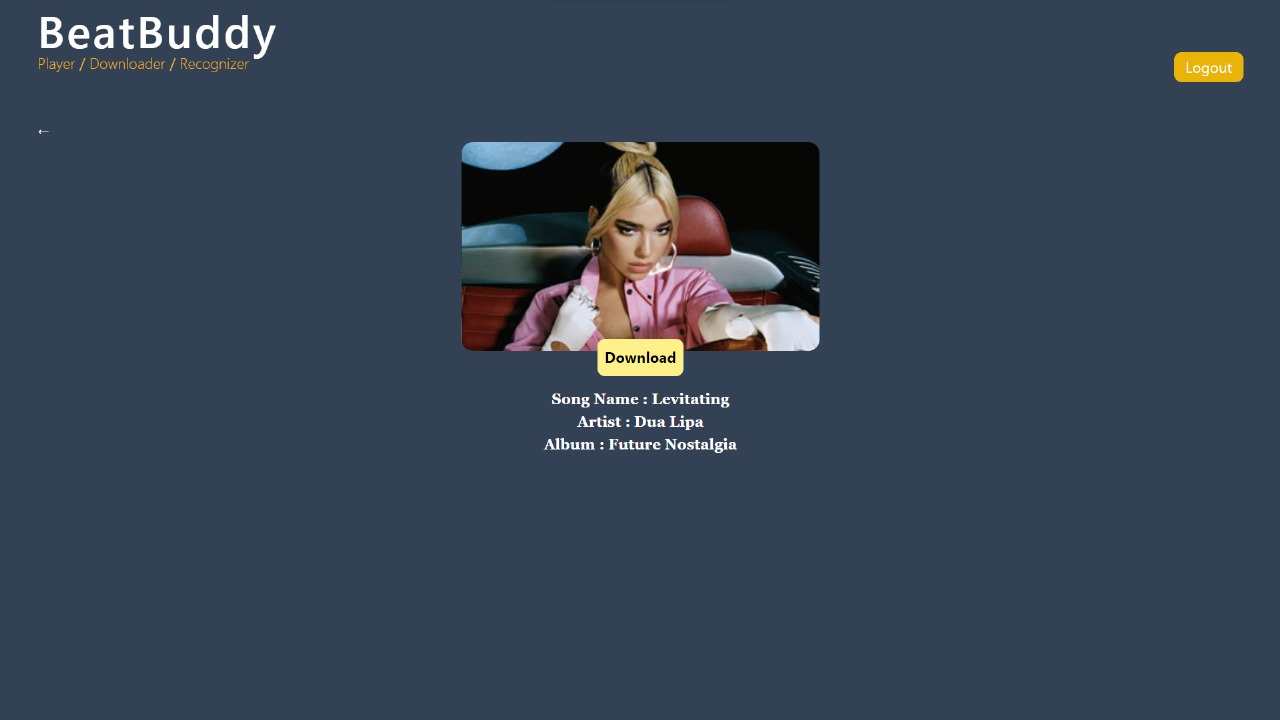 BeatBuddy
Player / Downloader / Recognizer
Logout
←
Download
Song Name : Levitating
Artist : Dua Lipa
Album : Future Nostalgia